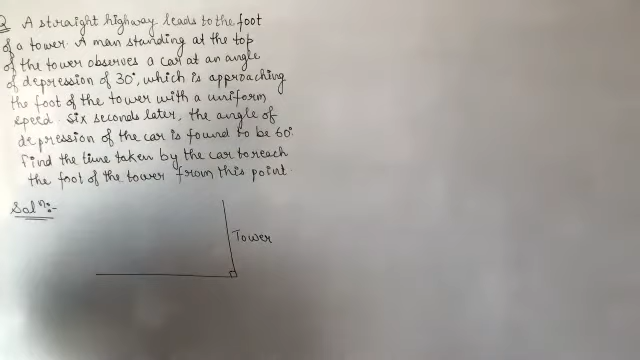 Q A straight highway leads to the foot
of a tower. A man standing at the top
of the tower observes a car at an angle
of depression of 30°, which is approaching
the foot of the tower with a uniform
speed. Six seconds later, the angle of
depression of the car is found to be 60°
Find the time taken by the car to reach
the foot of the tower from this point.
Solⁿ:-
Tower